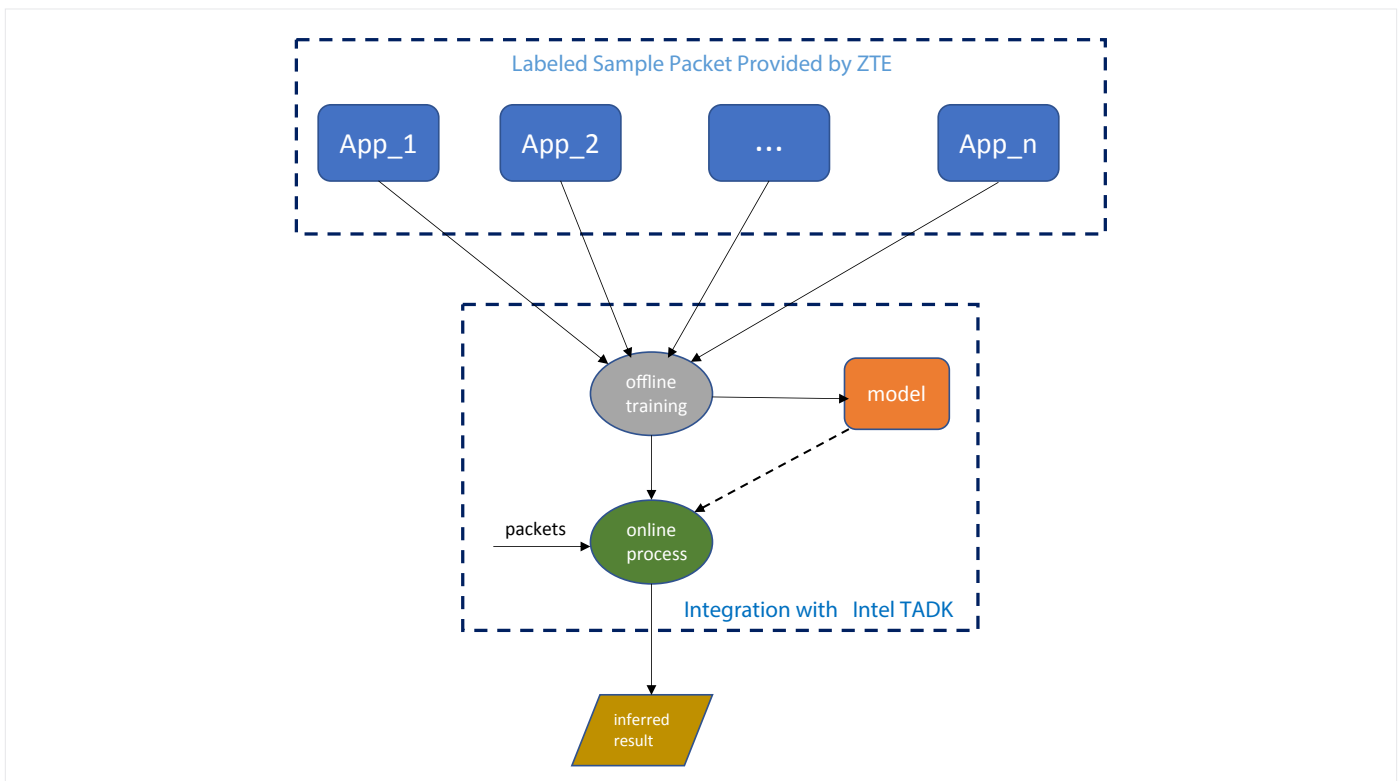 Labeled Sample Packet Provided by ZTE
App_1
App_2
...
App_n
offline
training
model
packets
online
process
Integration with Intel TADK
inferred
result